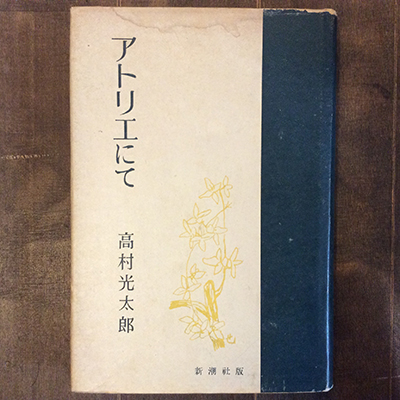 アトリエにて
高村光太郎
新潮社版